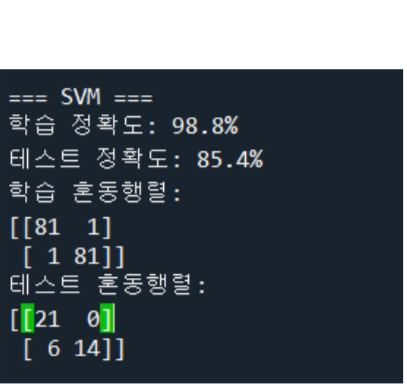 === SVM ===
학습 정확도: 98.8%
테스트 정확도: 85.4%
학습 혼동행렬:
[[81  1]
 [ 1 81]]
테스트 혼동행렬:
[[21  0]
 [ 6 14]]